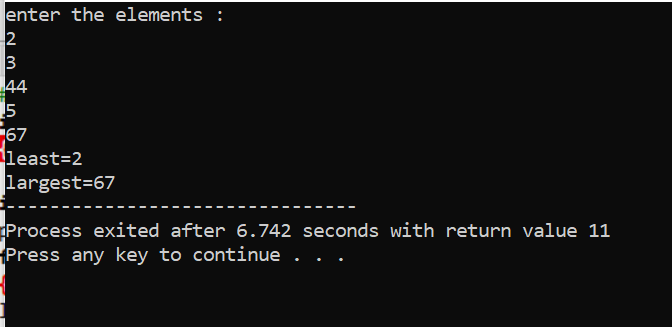 enter the elements :
2
3
44
5
67
least=2
largest=67
--------------------------------
Process exited after 6.742 seconds with return value 11
Press any key to continue . . .